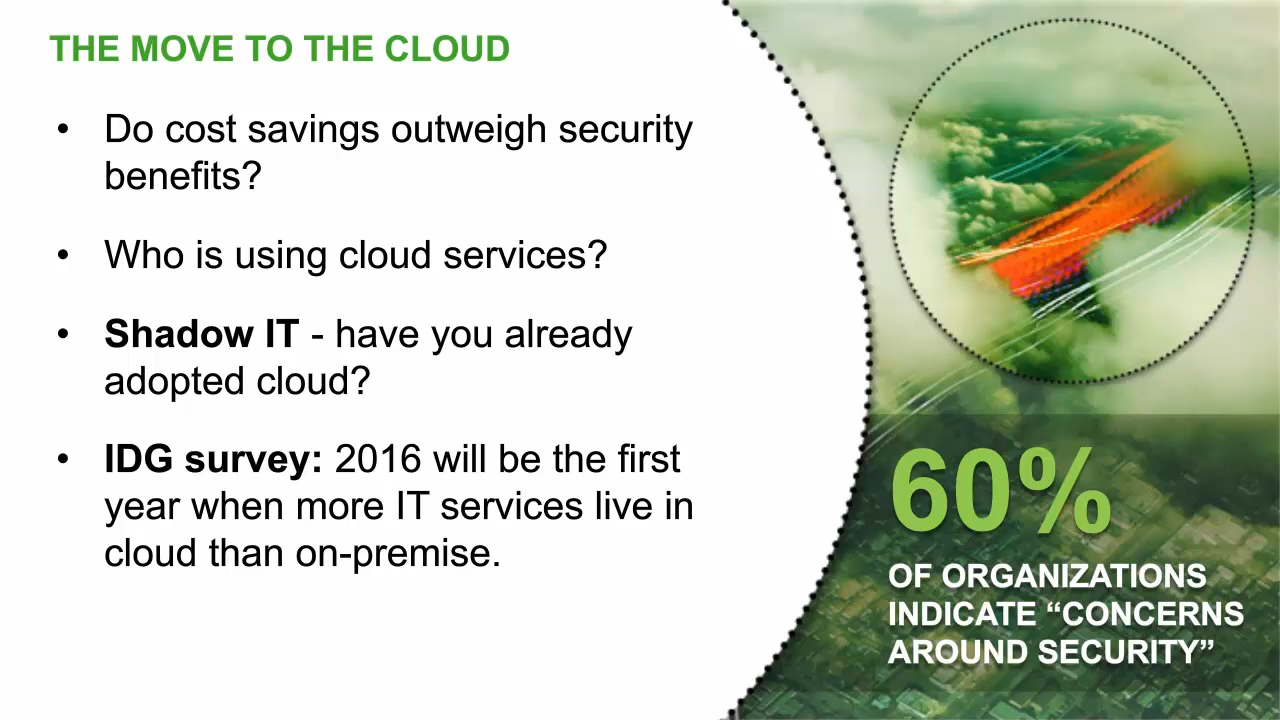 THE MOVE TO THE CLOUD
• Do cost savings outweigh security
benefits?
• Who is using cloud services?
• Shadow IT - have you already
adopted cloud?
• IDG survey: 2016 will be the first
year when more IT services live in
cloud than on-premise.
60%
OF ORGANIZATIONS
INDICATE “CONCERNS
AROUND SECURITY”